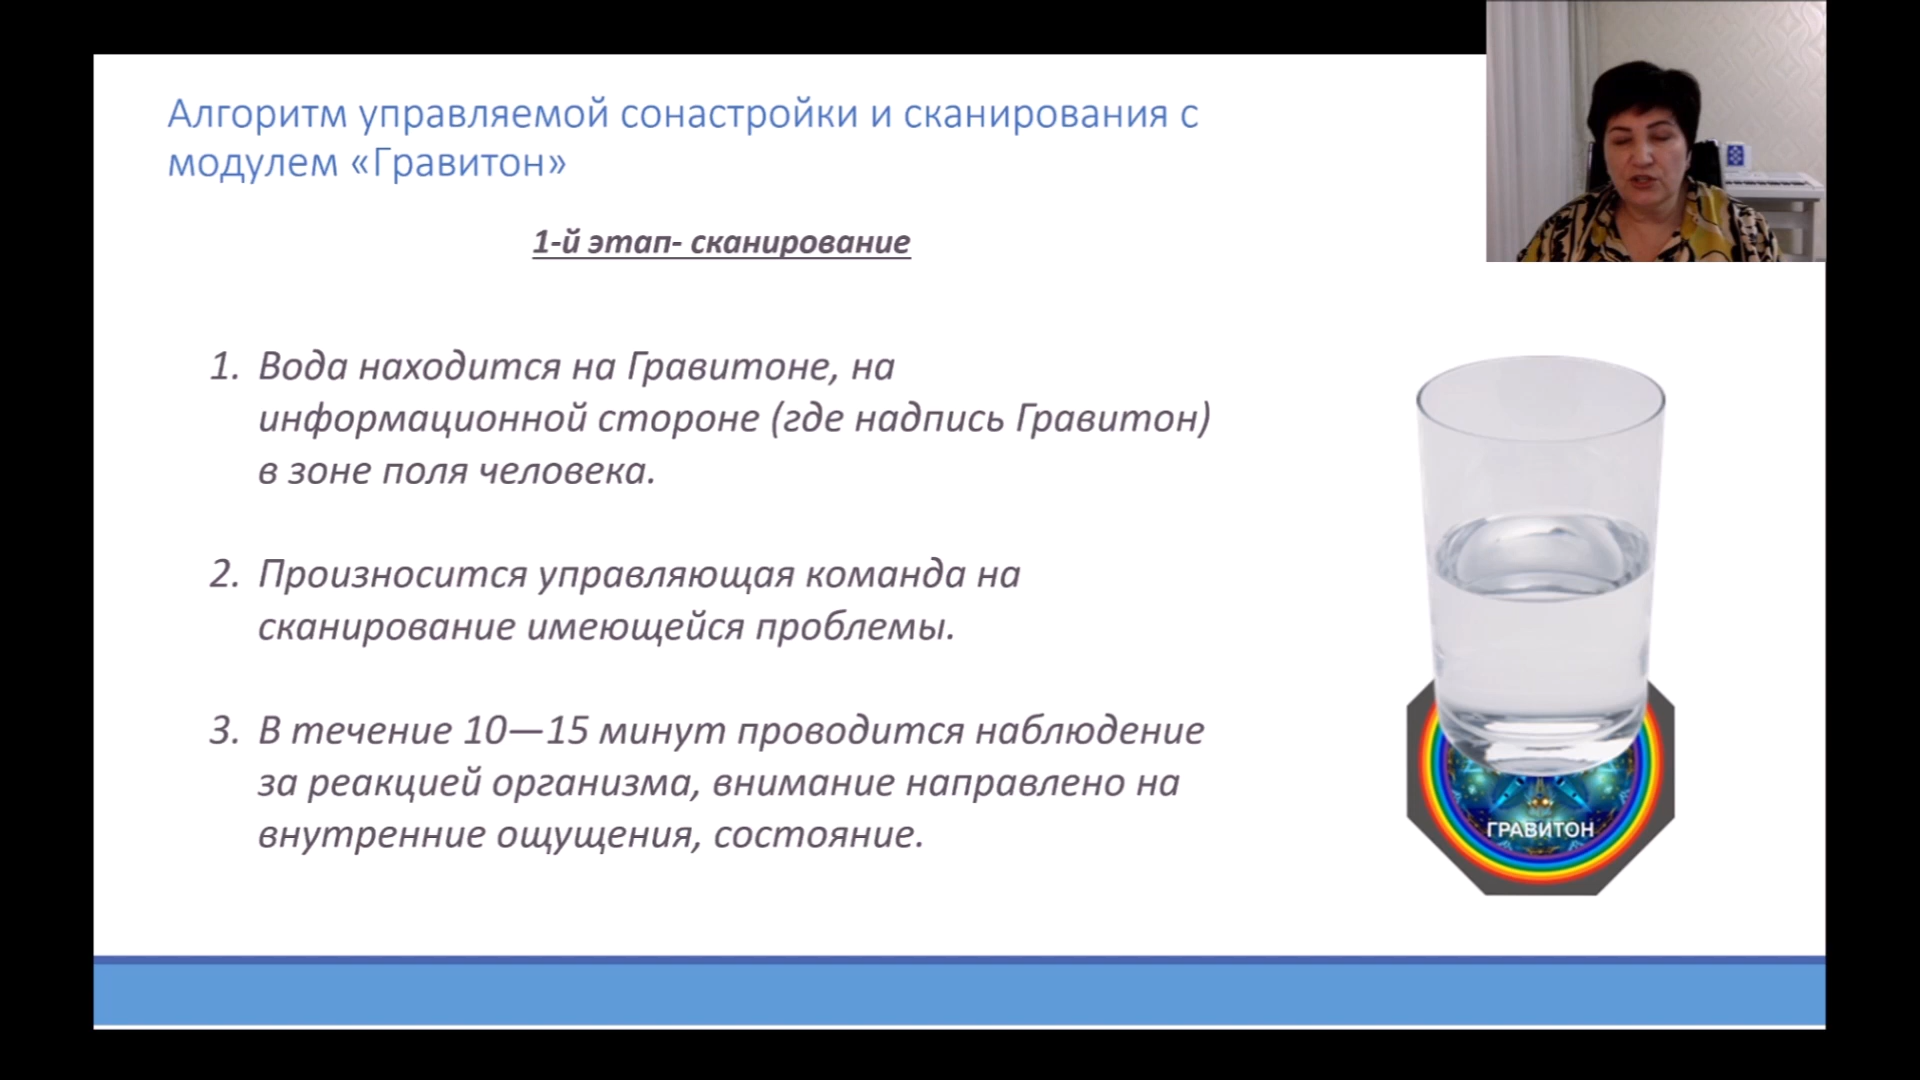 Алгоритм управляемой сонастройки и сканирования с
модулем «Гравитон»
1-й этап- сканирование
1. Вода находится на Гравитоне, на
информационной стороне (где надпись Гравитон)
в зоне поля человека.
2. Произносится управляющая команда на
сканирование имеющейся проблемы.
3. В течение 10—15 минут проводится наблюдение
за реакцией организма, внимание направлено на
внутренние ощущения, состояние.
ГРАВИТОН